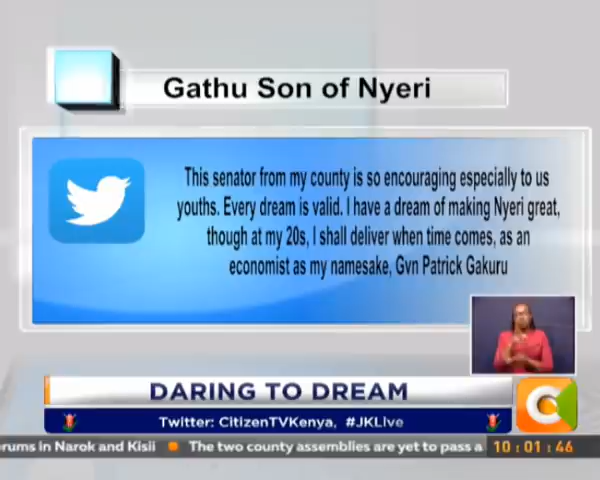 Gathu Son of Nyeri
This senator from my county is so encouraging especially to us
youths. Every dream is valid. I have a dream of making Nyeri great,
though at my 20s, I shall deliver when time comes, as an
economist as my namesake, Gvn Patrick Gakuru
DARING TO DREAM
Twitter: CitizenTVKenya, #JKLIve
rums in Narok and Kisii The two county assemblies are yet to pass a 10:01:46